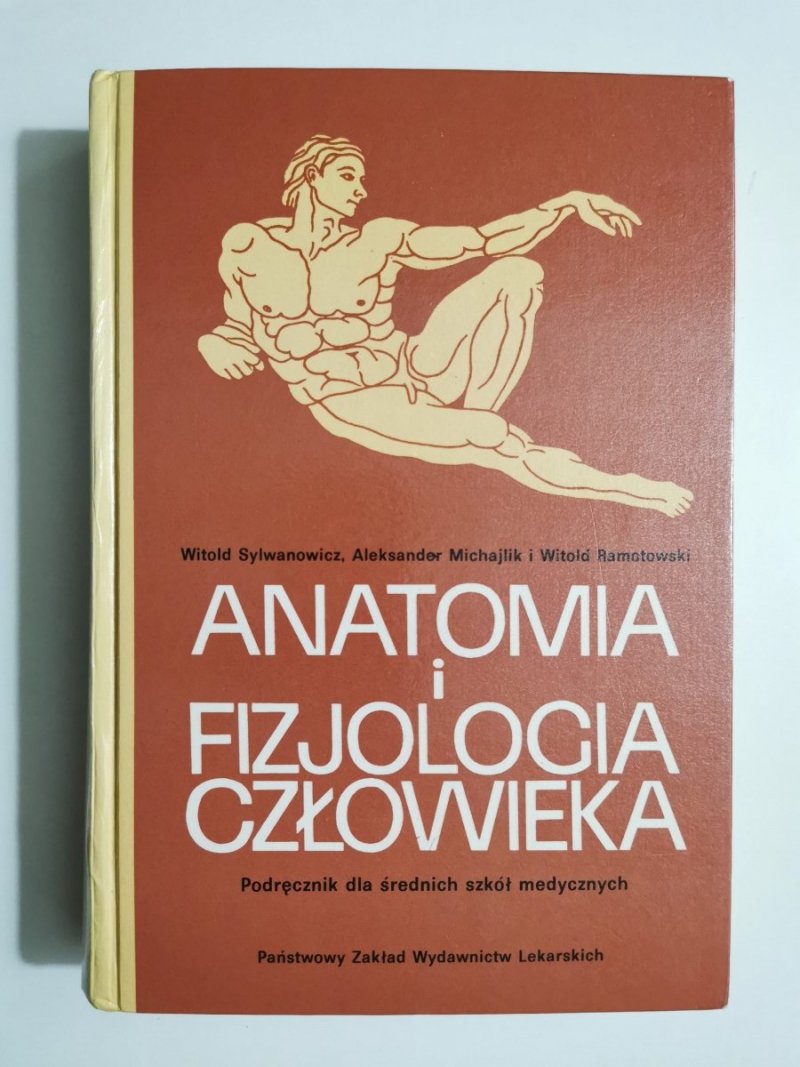 Witold Sylwanowicz, Aleksander Michajlik i Witold Ramotowski
ANATOMIA
i
FIZJOLOGIA
CZŁOWIEKA
Podręcznik dla średnich szkół medycznych
Państwowy Zakład Wydawnictw Lekarskich